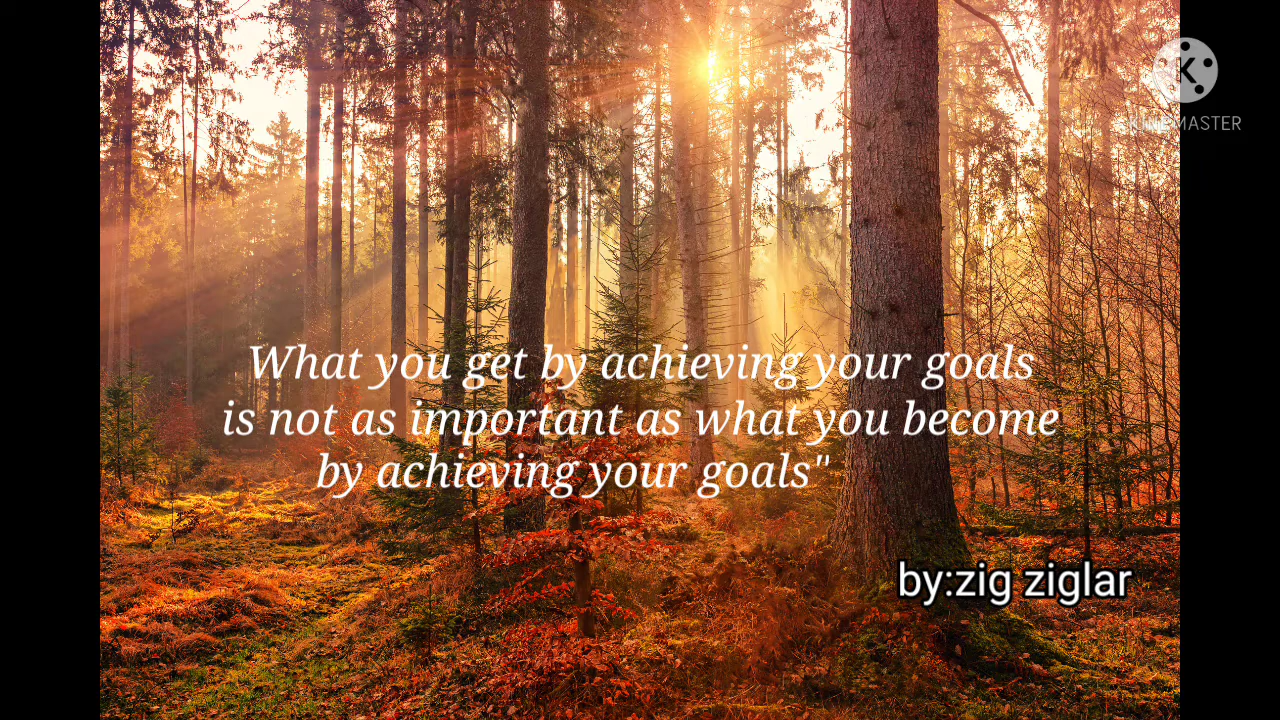 KINEMASTER
What you get by achieving your goals
is not as important as what you become
by achieving your goals"
by:zig ziglar